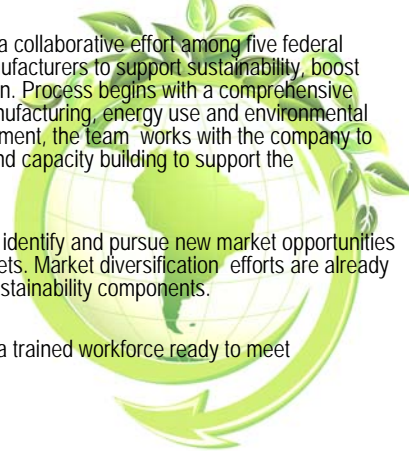 a collaborative effort among five federal
ufacturers to support sustainability, boost
n. Process begins with a comprehensive
nufacturing, energy use and environmental
ment, the team works with the company to
nd capacity building to support the
identify and pursue new market opportunities
ets. Market diversification efforts are already
stainability components.
a trained workforce ready to meet